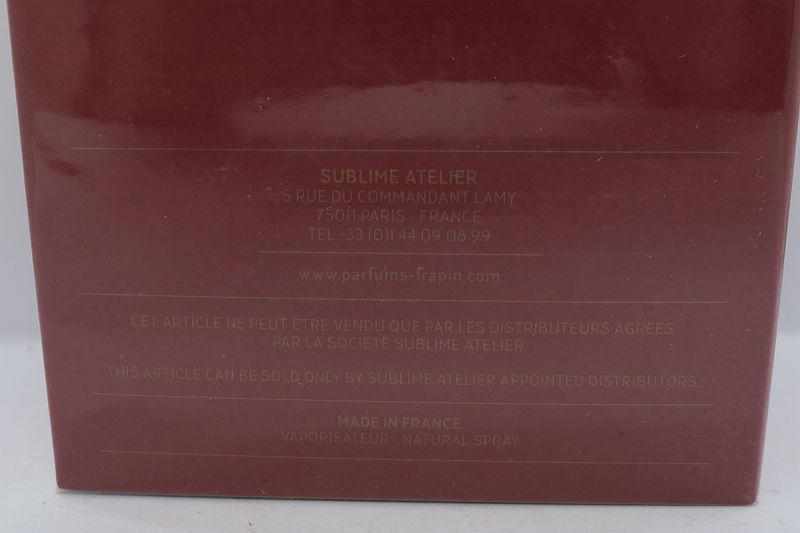 SUBLIME ATELIER
5 RUE DU COMMANDANT LAMY
75011 PARIS - FRANCE
TEL +33 (0)1 44 09 08 99
www.parfums-frapin.com
CET ARTICLE NE PEUT ETRE VENDU QUE PAR LES DISTRIBUTEURS AGREES
PAR LA SOCIETE SUBLIME ATELIER.
THIS ARTICLE CAN BE SOLD ONLY BY SUBLIME ATELIER APPOINTED DISTRIBUTORS.
MADE IN FRANCE
VAPORISATEUR - NATURAL SPRAY